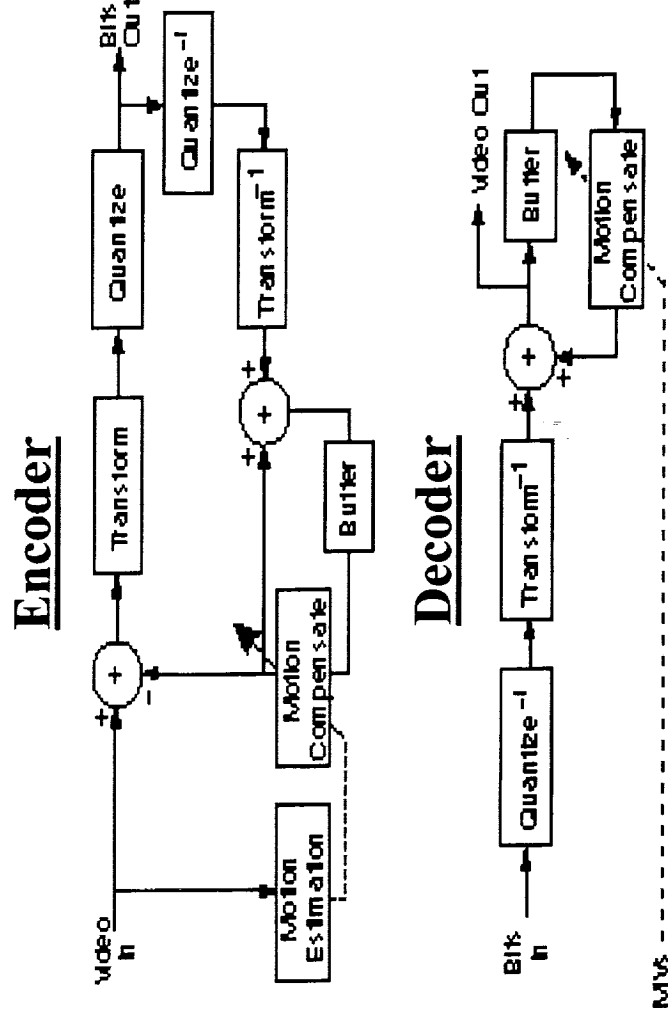 Encoder
Video
In
+
-
+
Transform
Quantize
Bits
Out
Quantize-1
Transform-1
+
+
+
Buffer
Motion
Compensate
Motion
Estimation
Decoder
Bits
In
Quantize-1
Transform-1
+
+
+
Video Out
Buffer
Motion
Compensate
MVs